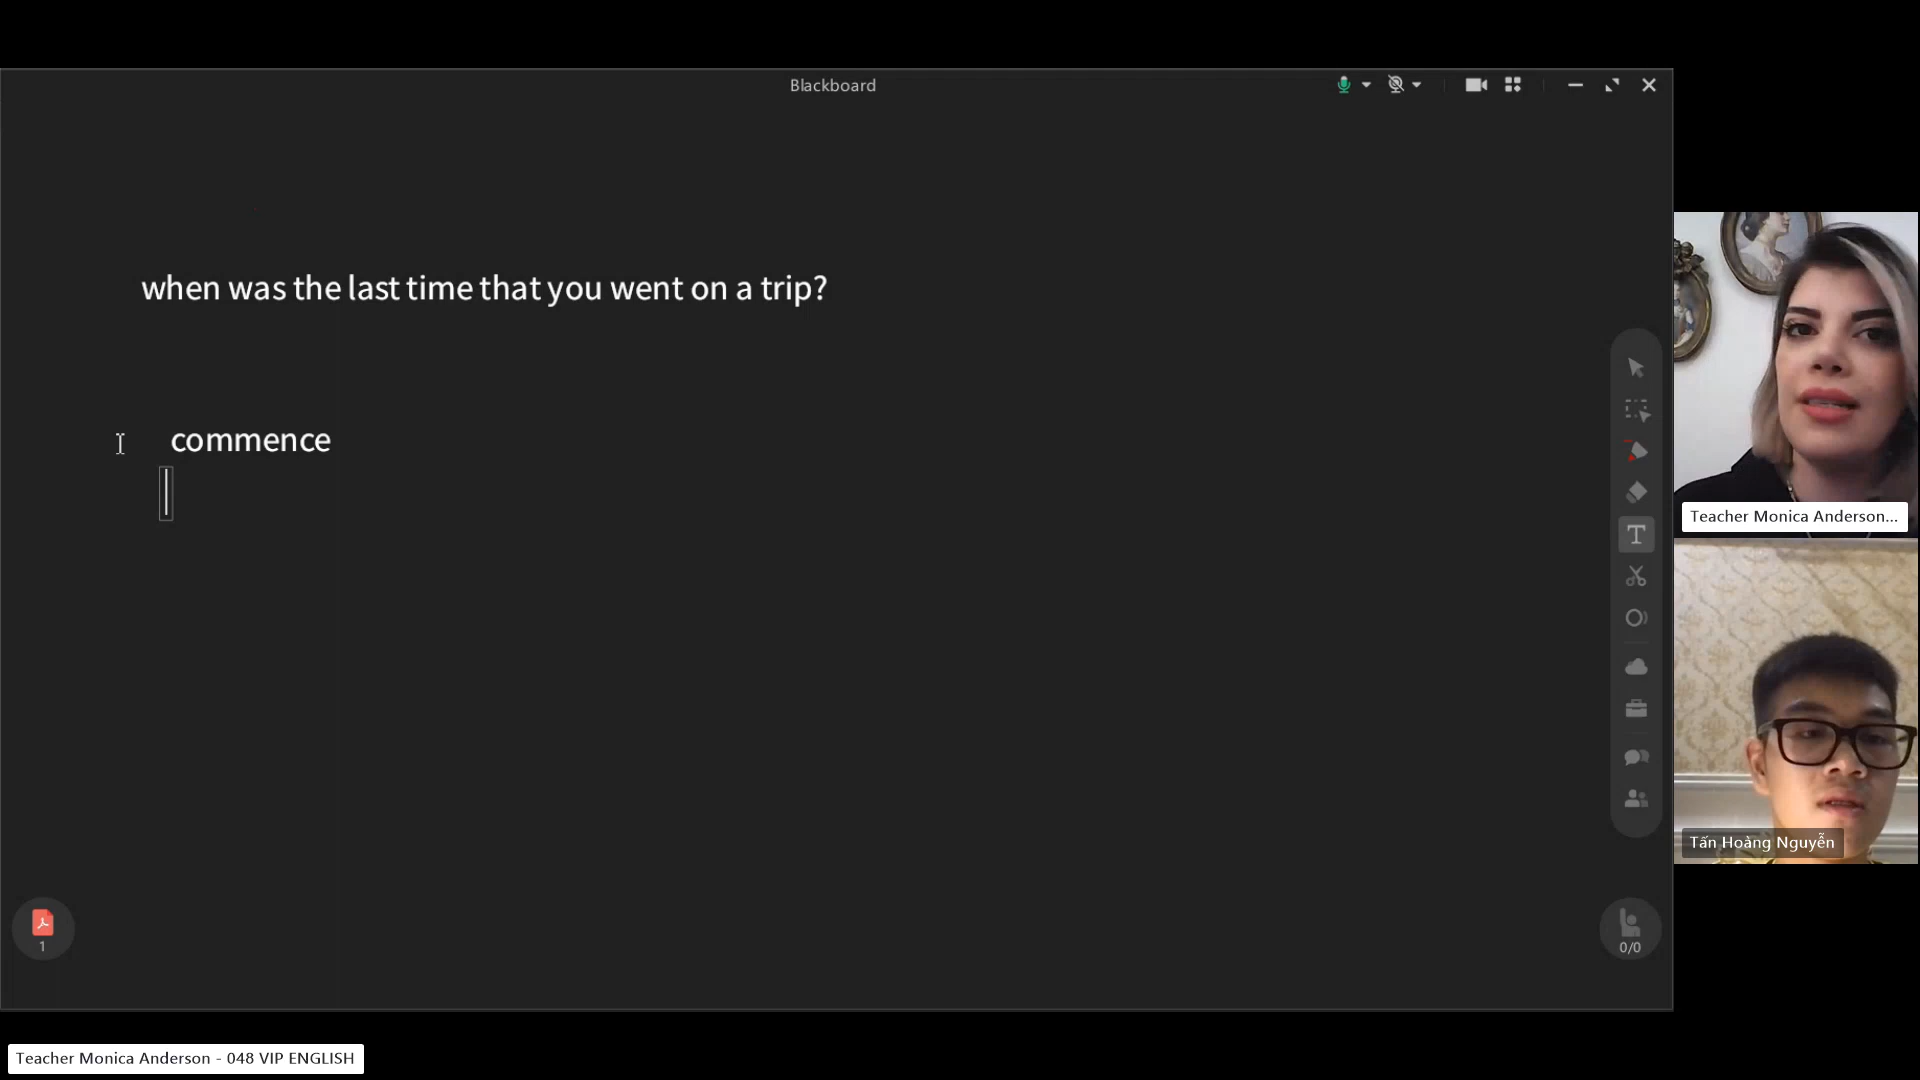 Blackboard
when was the last time that you went on a trip?
commence
T
Teacher Monica Anderson...
Tấn Hoàng Nguyễn
1
0/0
Teacher Monica Anderson - 048 VIP ENGLISH